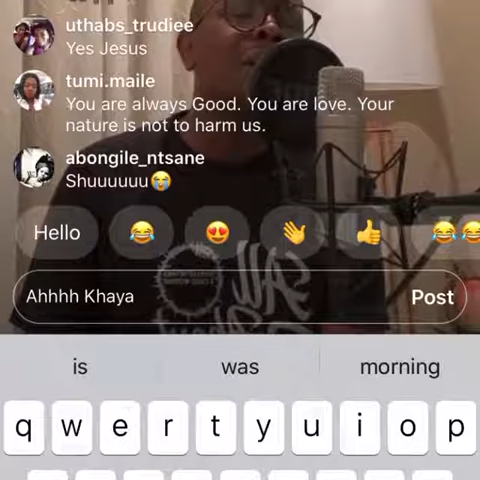 uthabs_trudiee
Yes Jesus
tumi.maile
You are always Good. You are love. Your
nature is not to harm us.
abongile_ntsane
Shuuuuuu😭
Hello 😂 😍 👋 👍 😂😂
Ahhhh Khaya Post
is was morning
q w e r t y u i o p